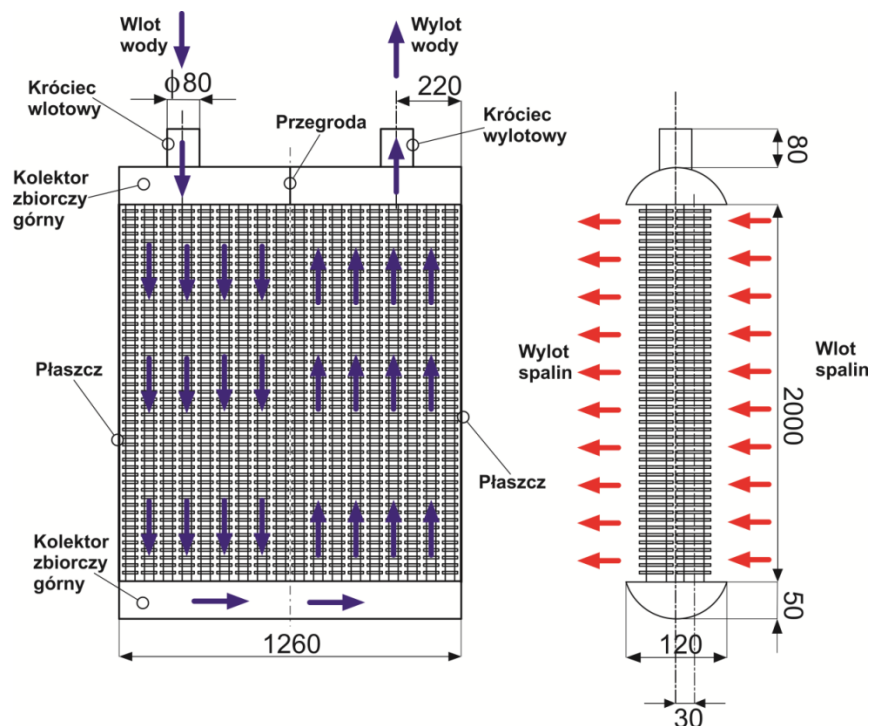 Wlot
wody
Wylot
wody
ϕ80
220
Króciec
wlotowy
Przegroda
Króciec
wylotowy
80
Kolektor
zbiorczy
górny
Płaszcz
Wylot
spalin
Wlot
spalin
2000
Płaszcz
Kolektor
zbiorczy
górny
50
1260
120
30